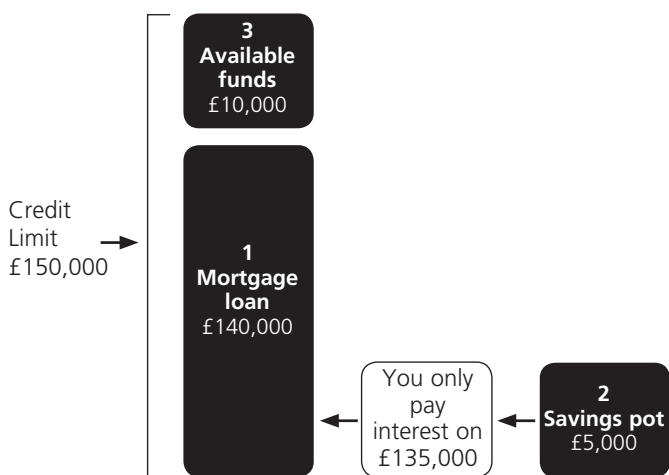 3
Available
funds
£10,000
Credit
Limit
£150,000
1
Mortgage
loan
£140,000
You only
pay
interest on
£135,000
2
Savings pot
£5,000